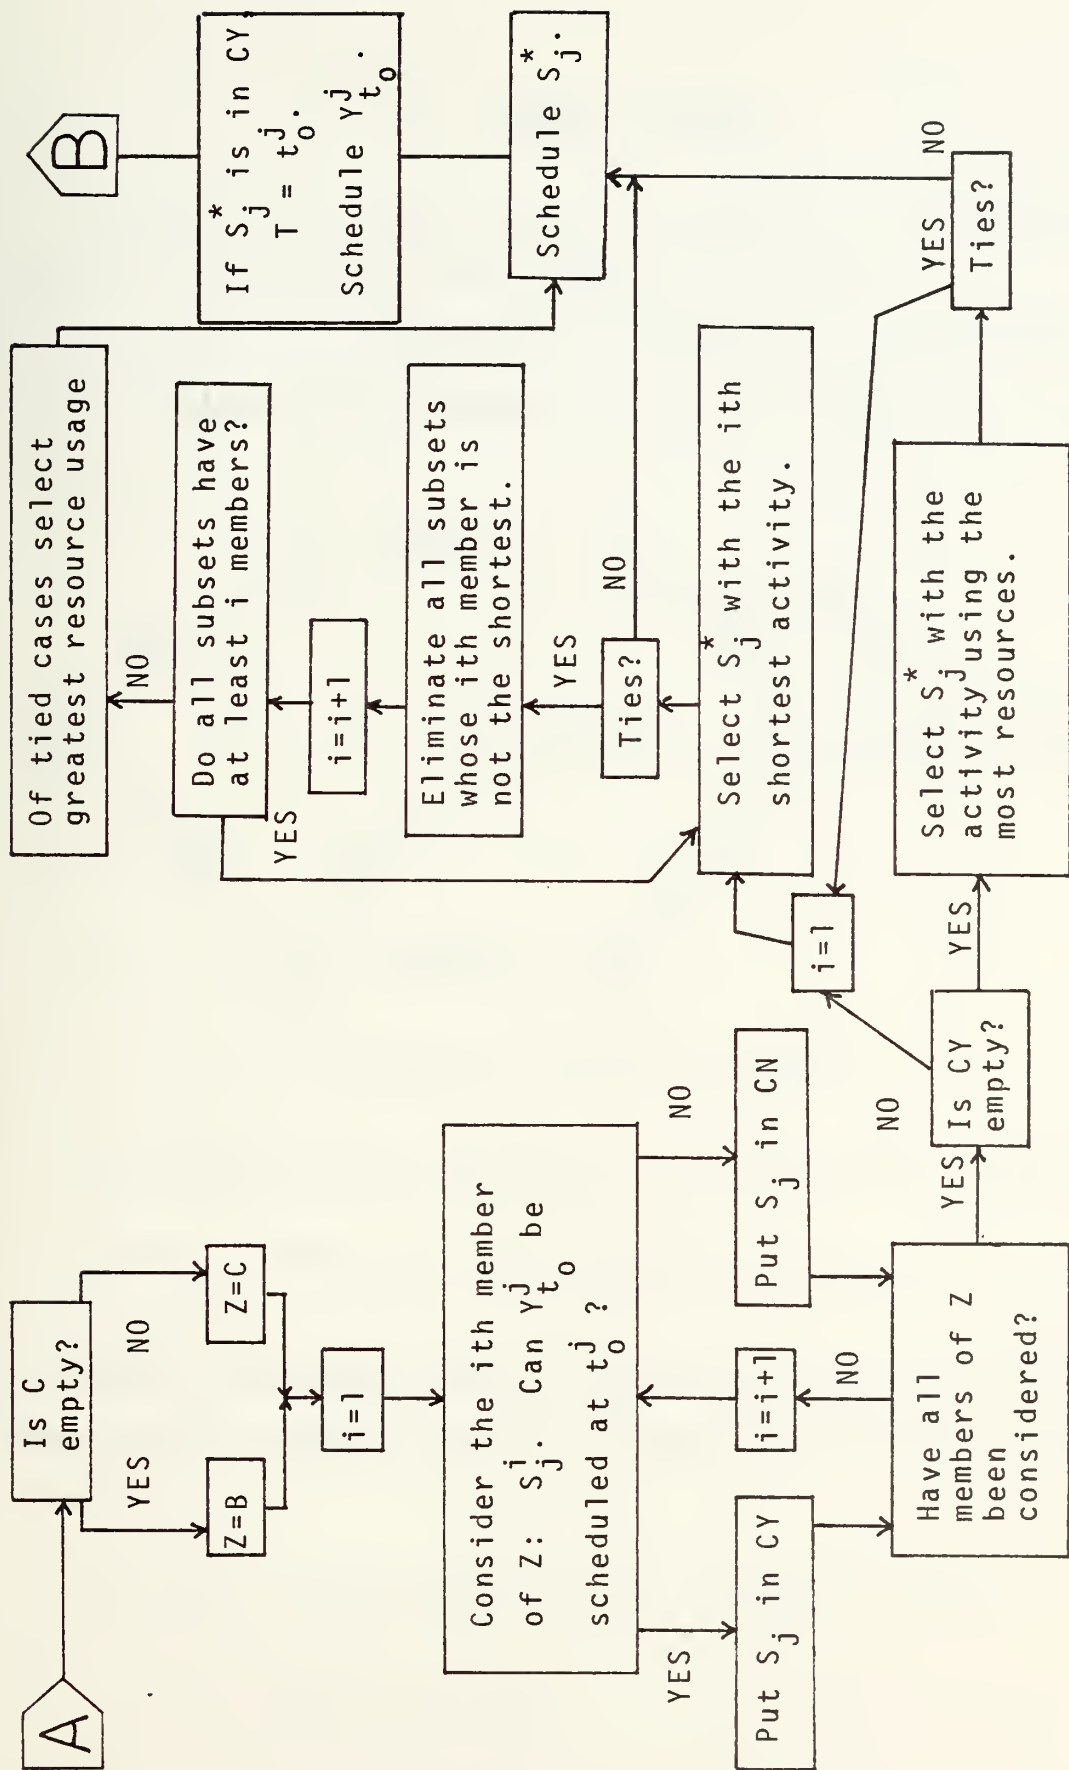 A
Is C
empty?
YES
NO
Z=B
Z=C
i=1
Consider the ith member
of Z: S_j^i. Can Y_{t_o}^j be
scheduled at t_o^j ?
YES
NO
Put S_j in CY
Put S_j in CN
i=i+1
NO
Have all
members of Z
been
considered?
YES
Is CY
empty?
NO
YES
i=1
Select S_j^* with the
activity using the
most resources.
Ties?
YES
NO
Select S_j^* with the ith
shortest activity.
Ties?
NO
YES
Eliminate all subsets
whose ith member is
not the shortest.
i=i+1
Do all subsets have
at least i members?
YES
NO
Of tied cases select
greatest resource usage
Schedule S_j^*.
If S_j^* is in CY
T = t_o^j.
Schedule Y_{t_o}^j.
B